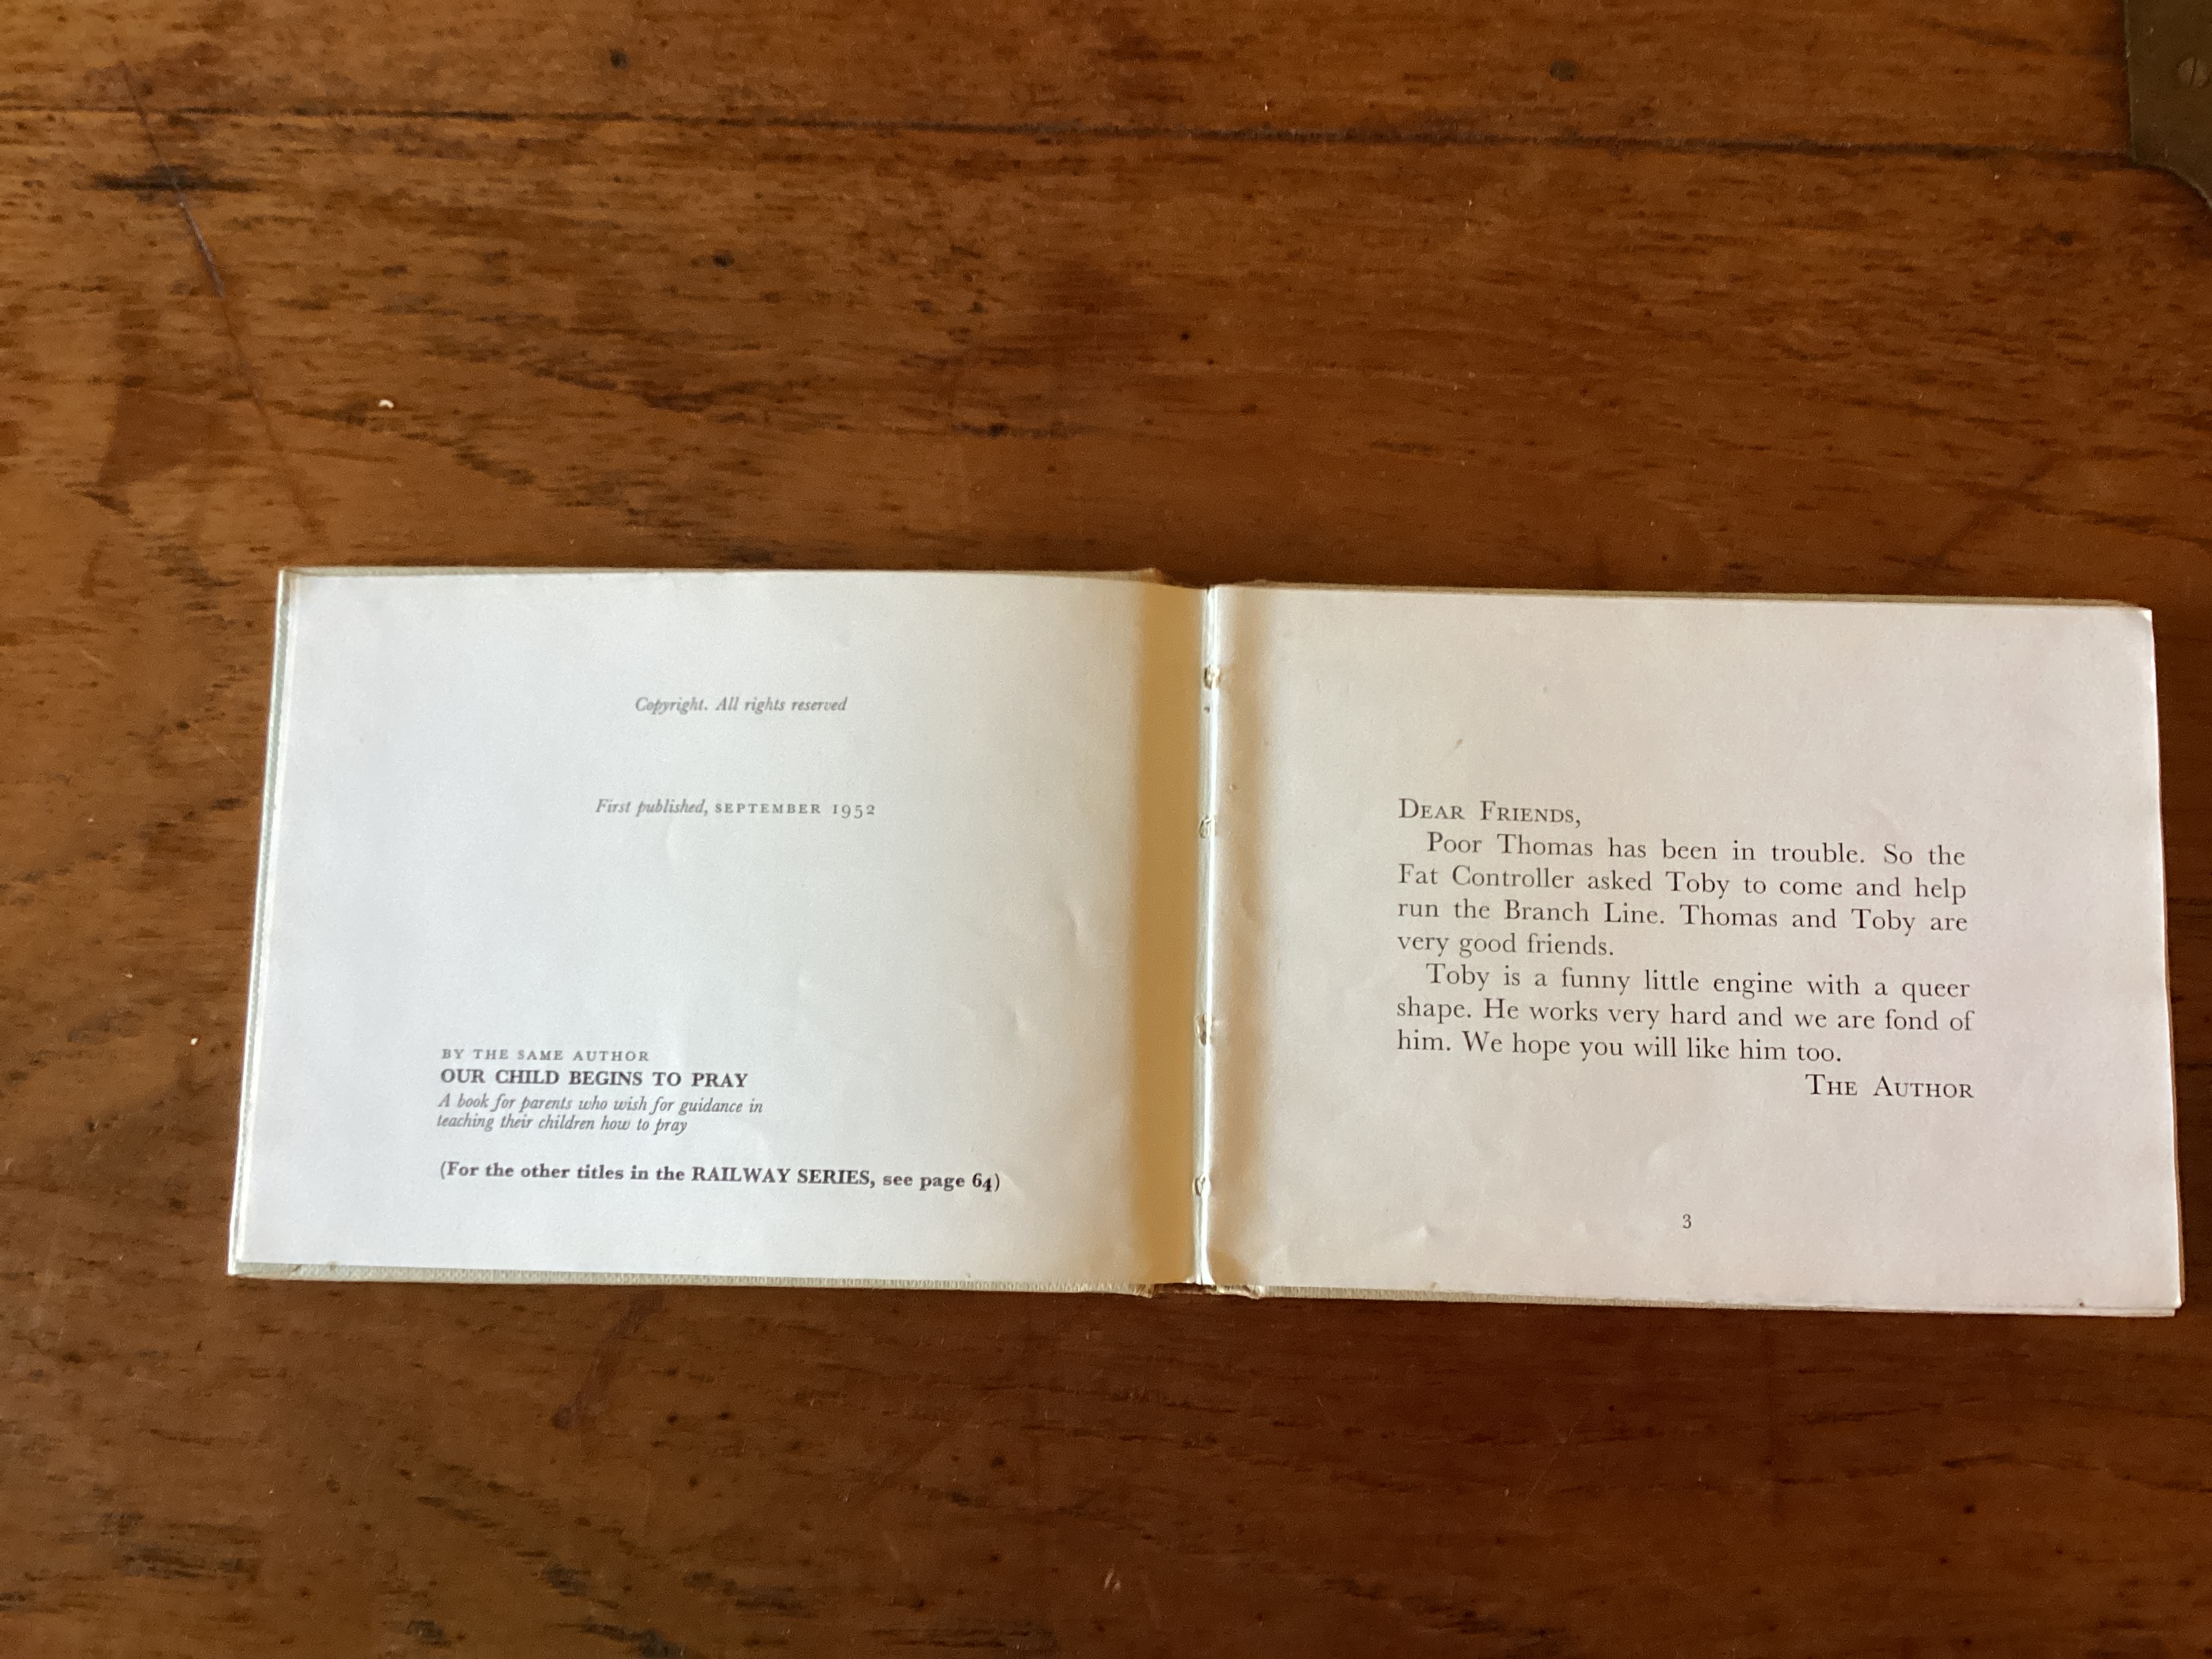 Copyright. All rights reserved
First published, SEPTEMBER 1952
BY THE SAME AUTHOR
OUR CHILD BEGINS TO PRAY
A book for parents who wish for guidance in
teaching their children how to pray
(For the other titles in the RAILWAY SERIES, see page 64)
DEAR FRIENDS,
Poor Thomas has been in trouble. So the
Fat Controller asked Toby to come and help
run the Branch Line. Thomas and Toby are
very good friends.
Toby is a funny little engine with a queer
shape. He works very hard and we are fond of
him. We hope you will like him too.
THE AUTHOR
3